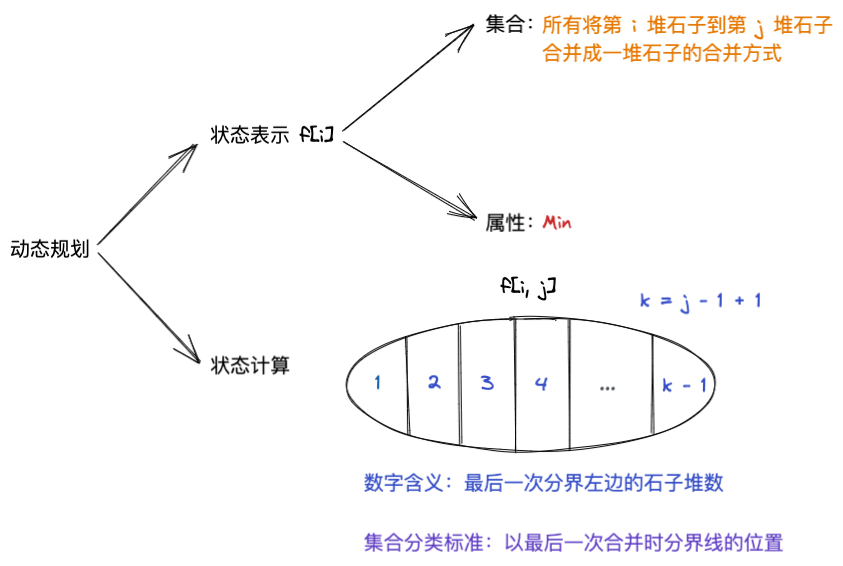 集合：所有将第 i 堆石子到第 j 堆石子
合并成一堆石子的合并方式
状态表示 f[i]
属性：Min
动态规划
f[i, j]
k = j - 1 + 1
状态计算
1 2 3 4 ... k - 1
数字含义：最后一次分界左边的石子堆数
集合分类标准：以最后一次合并时分界线的位置